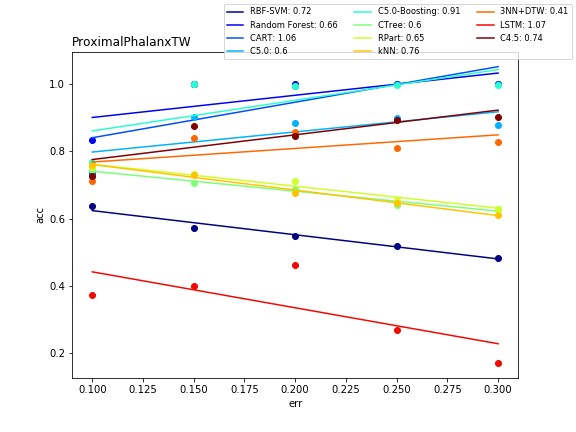 RBF-SVM: 0.72
Random Forest: 0.66
CART: 1.06
C5.0: 0.6
C5.0-Boosting: 0.91
CTree: 0.6
RPart: 0.65
kNN: 0.76
3NN+DTW: 0.41
LSTM: 1.07
C4.5: 0.74
ProximalPhalanxTW
acc
1.0
0.8
0.6
0.4
0.2
0.100 0.125 0.150 0.175 0.200 0.225 0.250 0.275 0.300
err